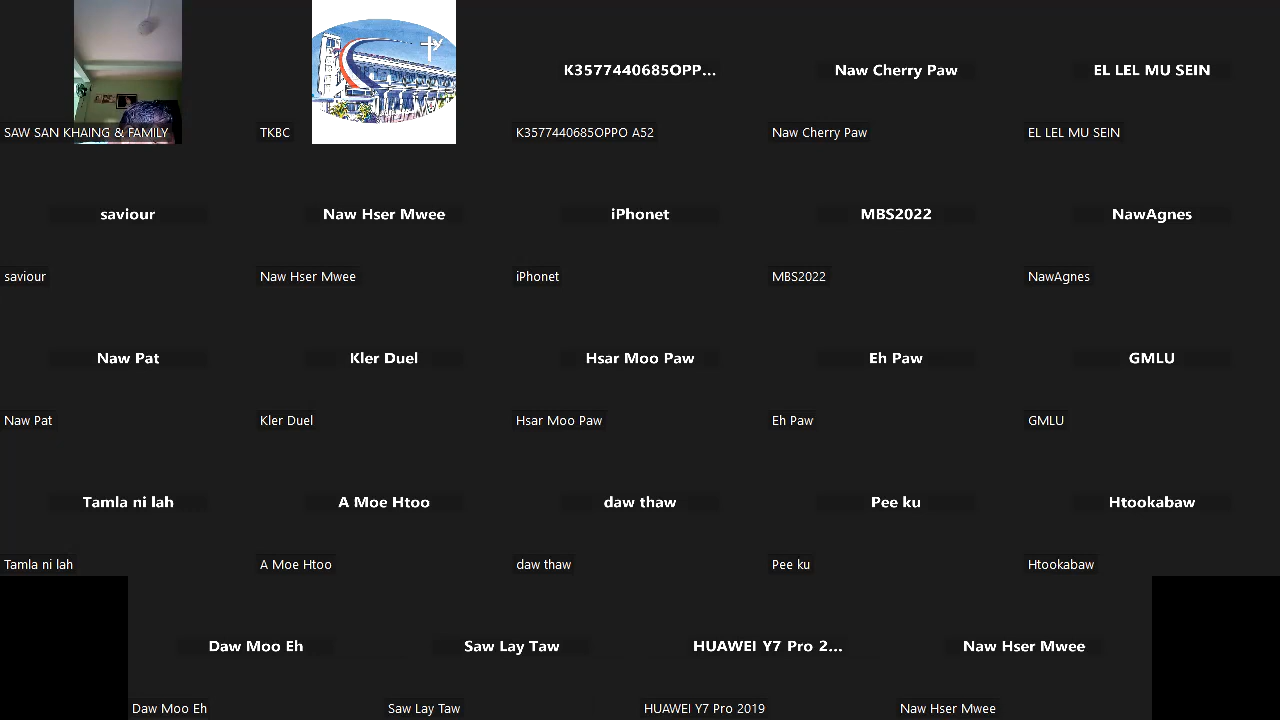 SAW SAN KHAING & FAMILY
TKBC
K3577440685OPP...
K3577440685OPPO A52
Naw Cherry Paw
Naw Cherry Paw
EL LEL MU SEIN
EL LEL MU SEIN
saviour
saviour
Naw Hser Mwee
Naw Hser Mwee
iPhonet
iPhonet
MBS2022
MBS2022
NawAgnes
NawAgnes
Naw Pat
Naw Pat
Kler Duel
Kler Duel
Hsar Moo Paw
Hsar Moo Paw
Eh Paw
Eh Paw
GMLU
GMLU
Tamla ni lah
Tamla ni lah
A Moe Htoo
A Moe Htoo
daw thaw
daw thaw
Pee ku
Pee ku
Htookabaw
Htookabaw
Daw Moo Eh
Daw Moo Eh
Saw Lay Taw
Saw Lay Taw
HUAWEI Y7 Pro 2...
HUAWEI Y7 Pro 2019
Naw Hser Mwee
Naw Hser Mwee